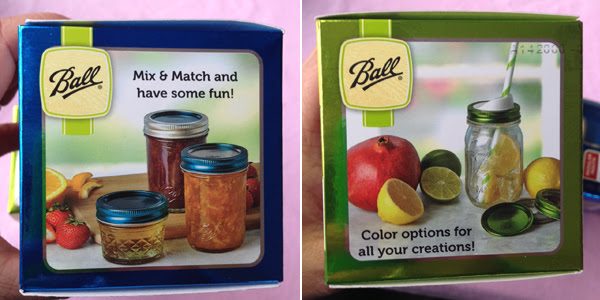 Ball®
Mix & Match and
have some fun!
Ball®
Color options for
all your creations!